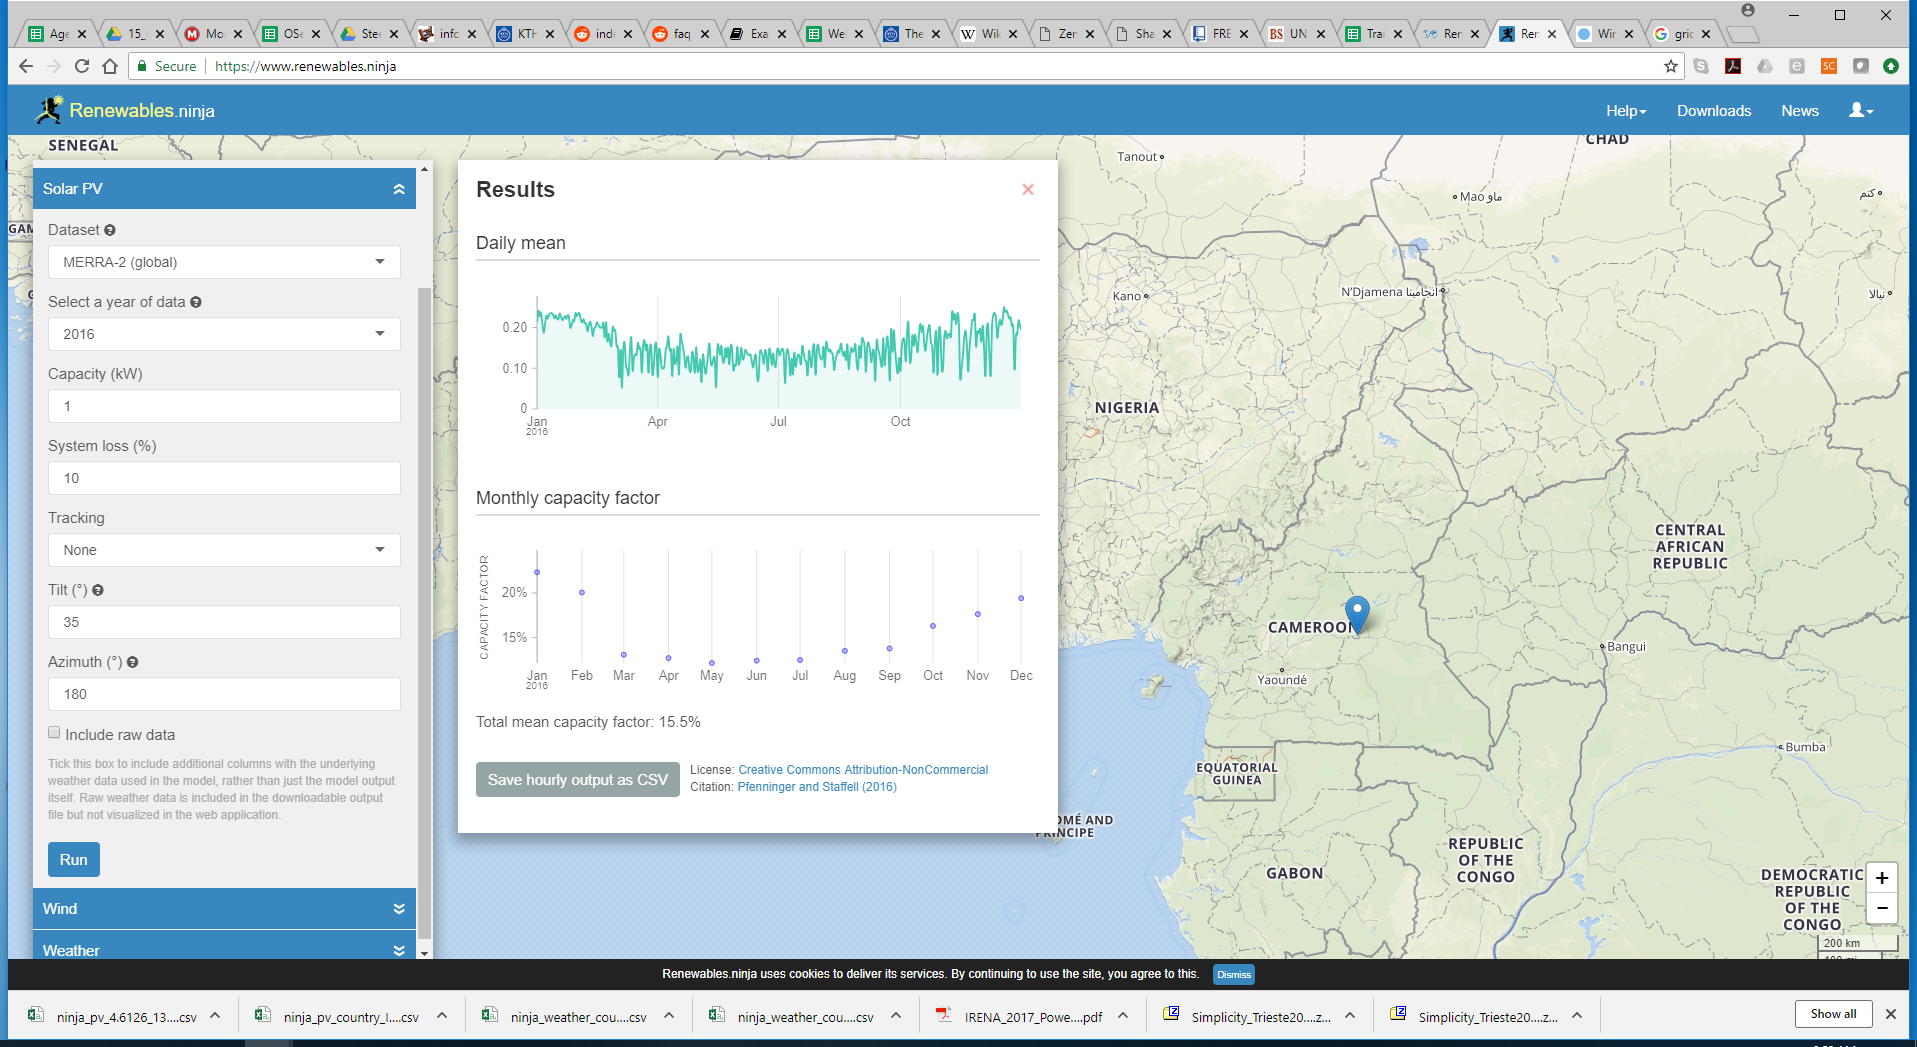 Age
15_
Mo
OSe
Stee
info
KTH
inde
faq
Exa
Wel
The
Wik
Zer
Sha
FRE
UN
Trai
Ren
Ren
Wir
gric
Secure
https://www.renewables.ninja
Renewables.ninja
Help
Downloads
News
SENEGAL
Solar PV
Dataset
MERRA-2 (global)
Select a year of data
2016
Capacity (kW)
1
System loss (%)
10
Tracking
None
Tilt (°)
35
Azimuth (°)
180
Include raw data
Tick this box to include additional columns with the underlying
weather data used in the model, rather than just the model output
itself. Raw weather data is included in the downloadable output
file but not visualized in the web application.
Run
Wind
Weather
Results
Daily mean
0.20
0.10
0
Jan
2016
Apr
Jul
Oct
Monthly capacity factor
CAPACITY FACTOR
20%
15%
Jan
2016
Feb
Mar
Apr
May
Jun
Jul
Aug
Sep
Oct
Nov
Dec
Total mean capacity factor: 15.5%
Save hourly output as CSV
License: Creative Commons Attribution-NonCommercial
Citation: Pfenninger and Staffell (2016)
CHAD
Tanout
Mao ماو
كتم
Kano
N'Djamena انجامينا
نيالا
NIGERIA
CENTRAL
AFRICAN
REPUBLIC
CAMEROON
Bangui
Yaoundé
Bumba
EQUATORIAL
GUINEA
OMÉ AND
PRINCIPE
GABON
REPUBLIC
OF THE
CONGO
DEMOCRATIC
REPUBLIC
OF THE
CONGO
+
−
200 km
Renewables.ninja uses cookies to deliver its services. By continuing to use the site, you agree to this.
Dismiss
ninja_pv_4.6126_13....csv
ninja_pv_country_I....csv
ninja_weather_cou....csv
ninja_weather_cou....csv
IRENA_2017_Powe....pdf
Simplicity_Trieste20....z...
Simplicity_Trieste20....z...
Show all